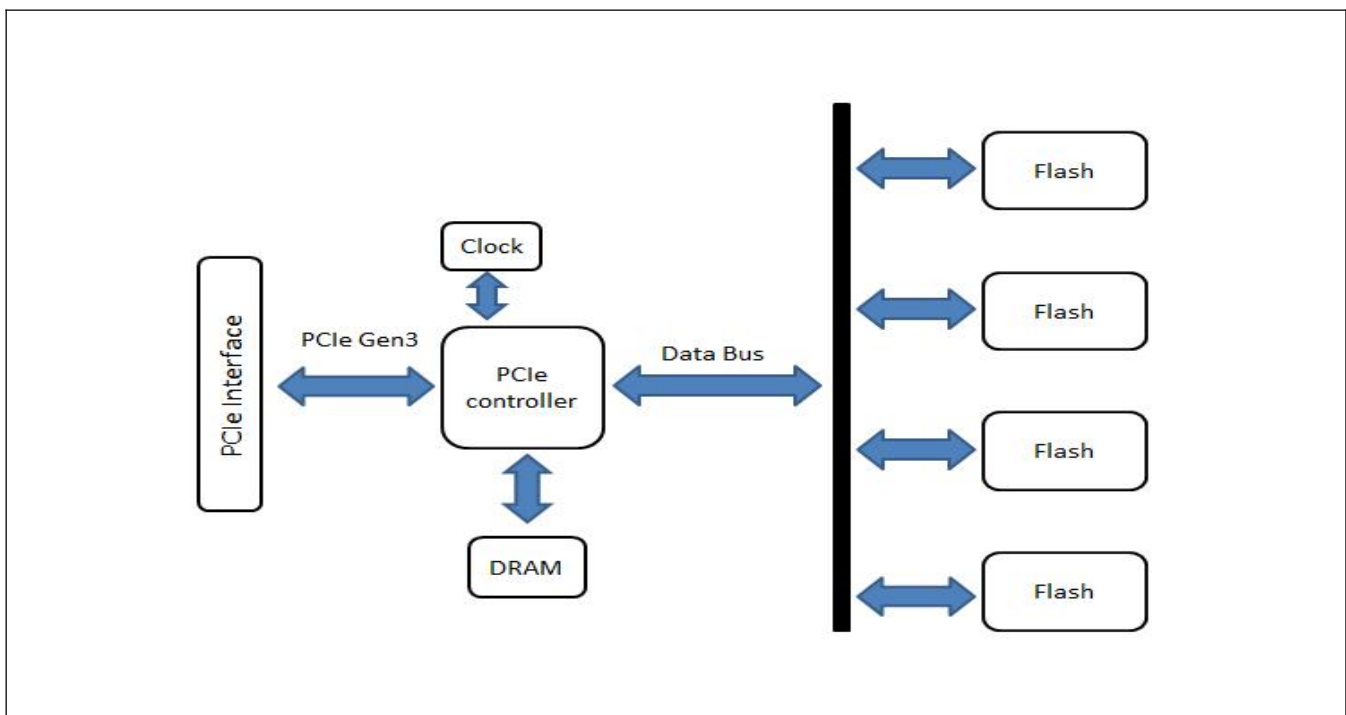 Flash
Clock
Flash
PCIe Interface
PCIe Gen3
PCIe
controller
Data Bus
Flash
DRAM
Flash